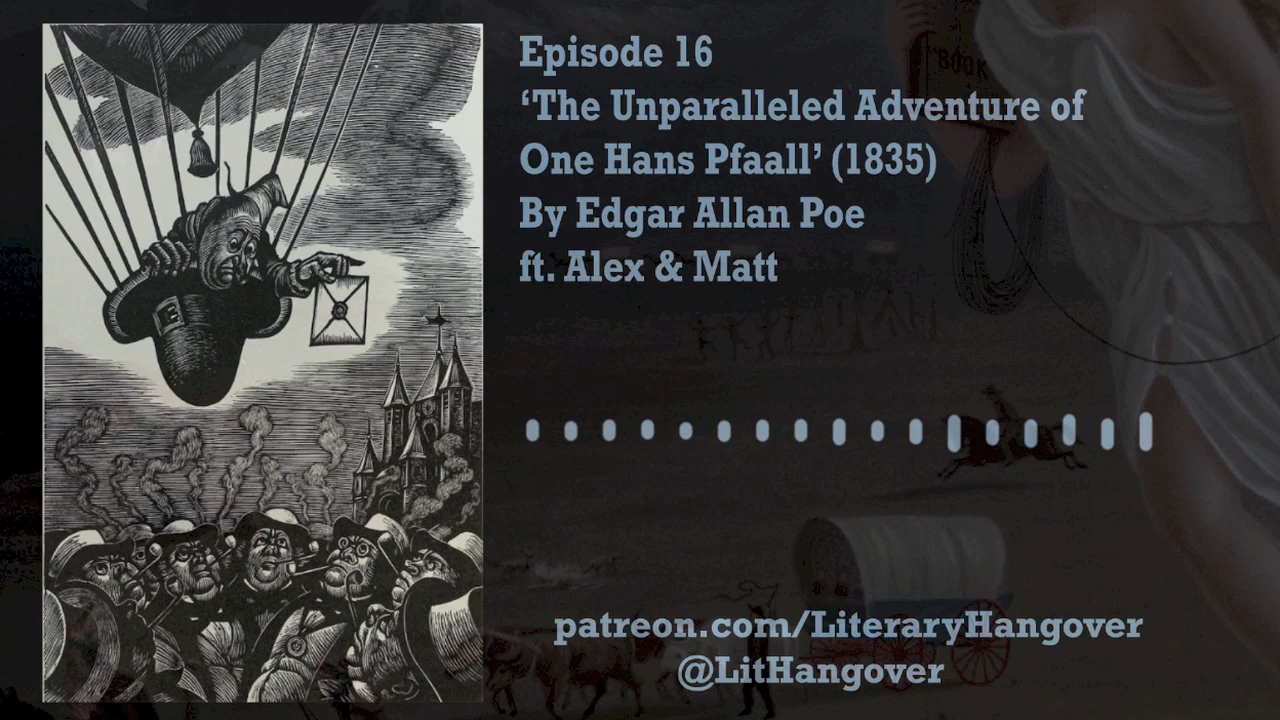 Episode 16
‘The Unparalleled Adventure of
One Hans Pfaall’ (1835)
By Edgar Allan Poe
ft. Alex & Matt
patreon.com/LiteraryHangover
@LitHangover
BOOK
E